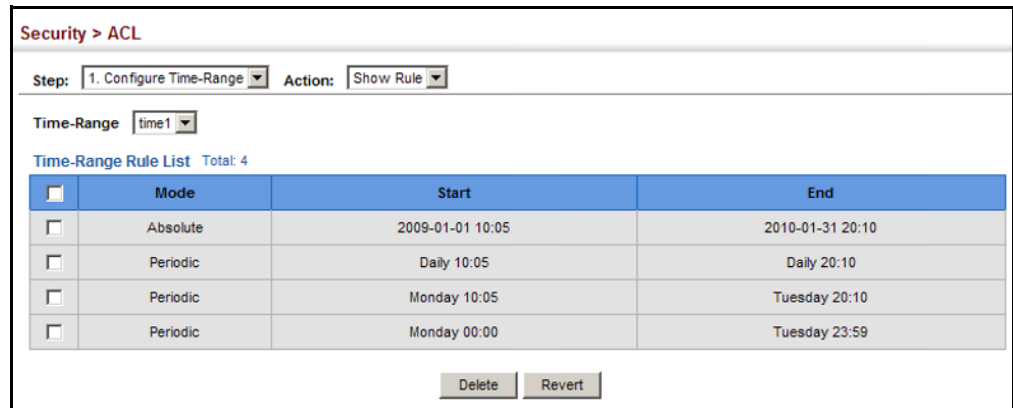 Security > ACL
Step: 1. Configure Time-Range Action: Show Rule
Time-Range time1
Time-Range Rule List Total: 4
Mode Start End
Absolute 2009-01-01 10:05 2010-01-31 20:10
Periodic Daily 10:05 Daily 20:10
Periodic Monday 10:05 Tuesday 20:10
Periodic Monday 00:00 Tuesday 23:59
Delete Revert